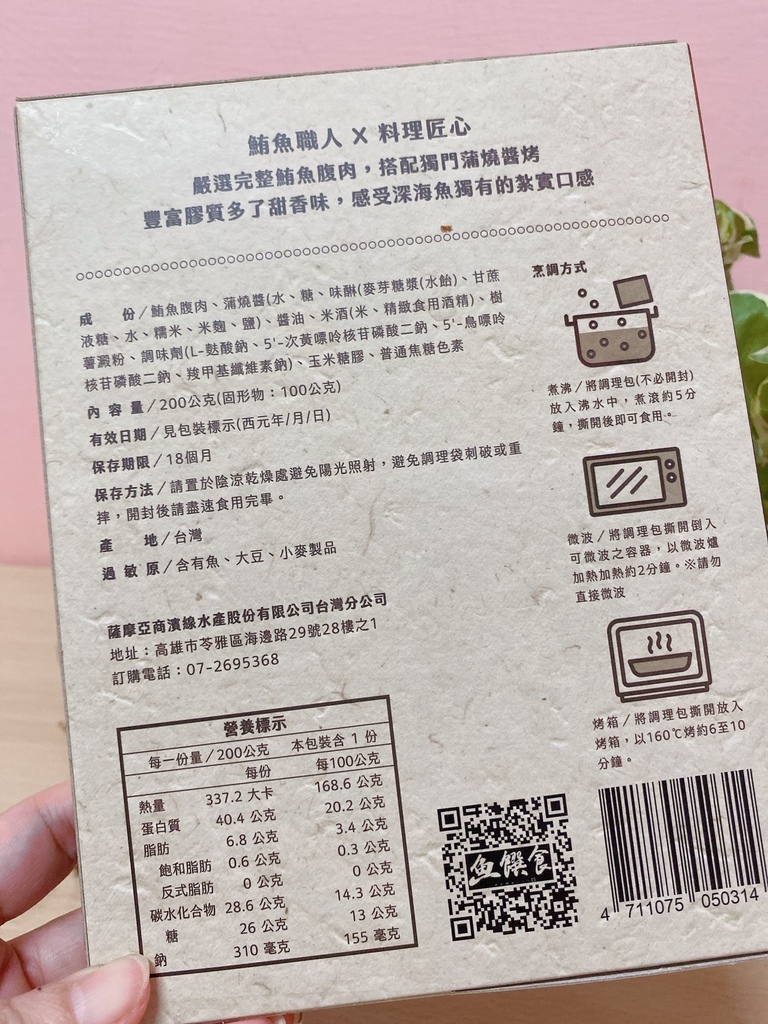 鮪魚職人 X 料理匠心
嚴選完整鮪魚腹肉，搭配獨門蒲燒醬烤
豐富膠質多了甜香味，感受深海魚獨有的紮實口感
成　份/鮪魚腹肉、蒲燒醬(水、糖、味醂(麥芽糖漿(水飴)、甘蔗
液糖、水、糯米、米麴、鹽)、醬油、米酒(米、精緻食用酒精)、樹
薯澱粉、調味劑(L-麩酸鈉、5'-次黃嘌呤核苷磷酸二鈉、5'-鳥嘌呤
核苷磷酸二鈉、羧甲基纖維素鈉)、玉米糖膠、普通焦糖色素
內 容 量/200公克(固形物：100公克)
有效日期/見包裝標示(西元年/月/日)
保存期限/18個月
保存方法/請置於陰涼乾燥處避免陽光照射，避免調理袋刺破或重
摔，開封後請盡速食用完畢。
產　地/台灣
過 敏 原/含有魚、大豆、小麥製品
薩摩亞商濱線水產股份有限公司台灣分公司
地址：高雄市苓雅區海邊路29號28樓之1
訂購電話：07-2695368
營養標示
每一份量/200公克 本包裝含 1 份
每份 每100公克
熱量 337.2 大卡 168.6 公克
蛋白質 40.4 公克 20.2 公克
脂肪 6.8 公克 3.4 公克
飽和脂肪 0.6 公克 0.3 公克
反式脂肪 0 公克 0 公克
碳水化合物 28.6 公克 14.3 公克
糖 26 公克 13 公克
鈉 310 毫克 155 毫克
烹調方式
煮沸/將調理包(不必開封)
放入沸水中，煮滾約5分
鐘，撕開後即可食用。
微波/將調理包撕開倒入
可微波之容器，以微波爐
加熱加熱約2分鐘。※請勿
直接微波
烤箱/將調理包撕開放入
烤箱，以160℃烤約6至10
分鐘。
魚饌食
4 711075 050314